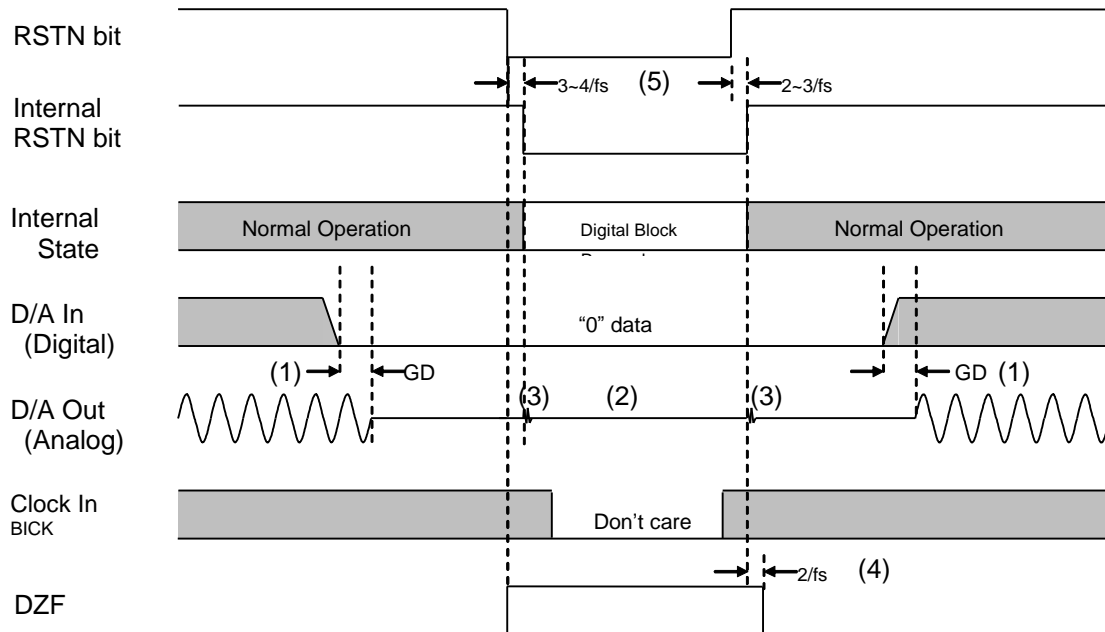 RSTN bit
3~4/fs (5) 2~3/fs
Internal
RSTN bit
Internal
State
Normal Operation Digital Block Normal Operation
D/A In
(Digital)
“0” data
(1) GD GD (1)
D/A Out
(Analog)
(3) (2) (3)
Clock In
BICK
Don’t care
2/fs (4)
DZF